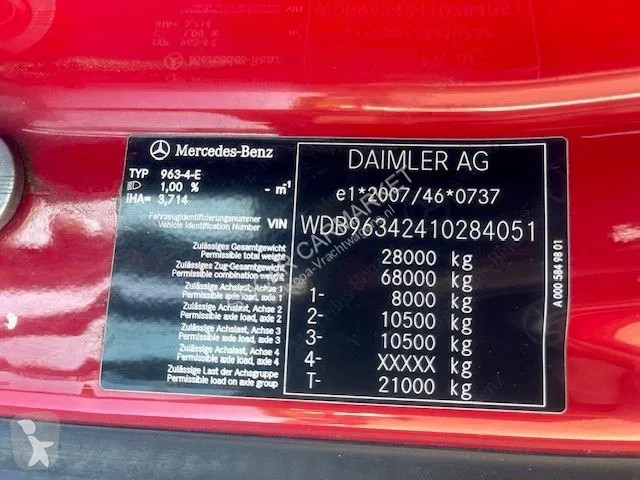 Mercedes-Benz
TYP 963-4-E
1,00 % - m¹
IHA= 3,714
Fahrzeugidentifizierungsnummer
Vehicle Identification Number VIN
Zulässiges Gesamtgewicht
Permissible total weight
Zulässiges Zug-Gesamtgewicht
Permissible combination weight
Zulässige Achslast, Achse 1
Permissible axle load, axle 1
Zulässige Achslast, Achse 2
Permissible axle load, axle 2
Zulässige Achslast, Achse 3
Permissible axle load, axle 3
Zulässige Achslast, Achse 4
Permissible axle load, axle 4
Zulässige Last der Achsgruppe
Permissible load on axle group
DAIMLER AG
e1*2007/46*0737
WDB96342410284051
28000 kg
68000 kg
1- 8000 kg
2- 10500 kg
3- 10500 kg
4- XXXXX kg
T- 21000 kg
A 000 584 98 01
CARMARKET